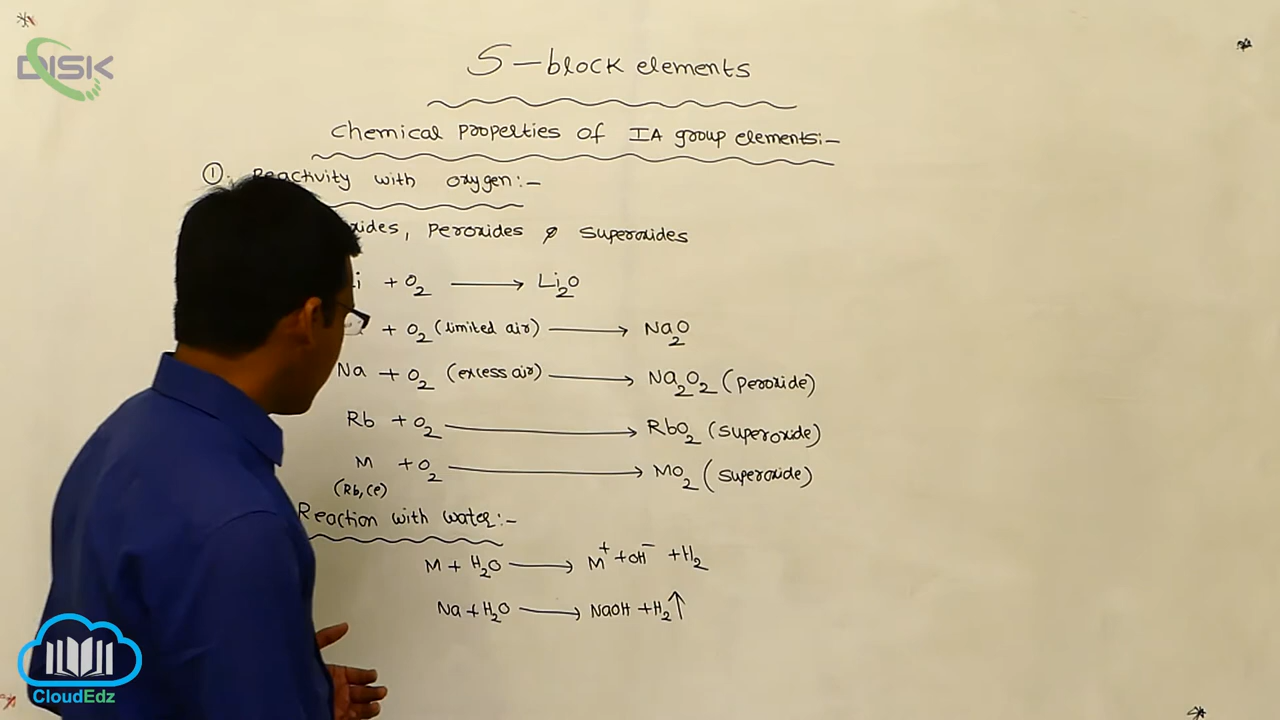 DISK
S-block elements
Chemical properties of IA group elements:-
①. Reactivity with oxygen:-
Peroxides & Superoxides
+ O₂ ⟶ Li₂O
+ O₂ (limited air) ⟶ Na₂O
Na + O₂ (excess air) ⟶ Na₂O₂ (peroxide)
Rb + O₂ ⟶ RbO₂ (superoxide)
M + O₂ ⟶ MO₂ (superoxide)
(Rb, Ce)
Reaction with water:-
M + H₂O ⟶ M⁺ + OH⁻ + H₂
Na + H₂O ⟶ NaOH + H₂↑
CloudEdz